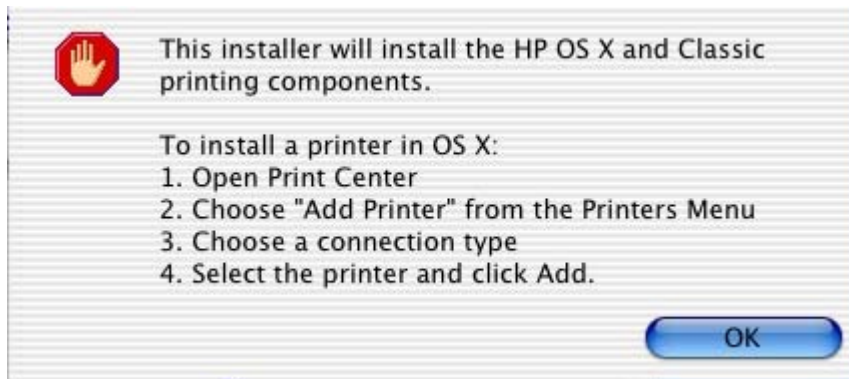 This installer will install the HP OS X and Classic
printing components.
To install a printer in OS X:
1. Open Print Center
2. Choose "Add Printer" from the Printers Menu
3. Choose a connection type
4. Select the printer and click Add.
OK